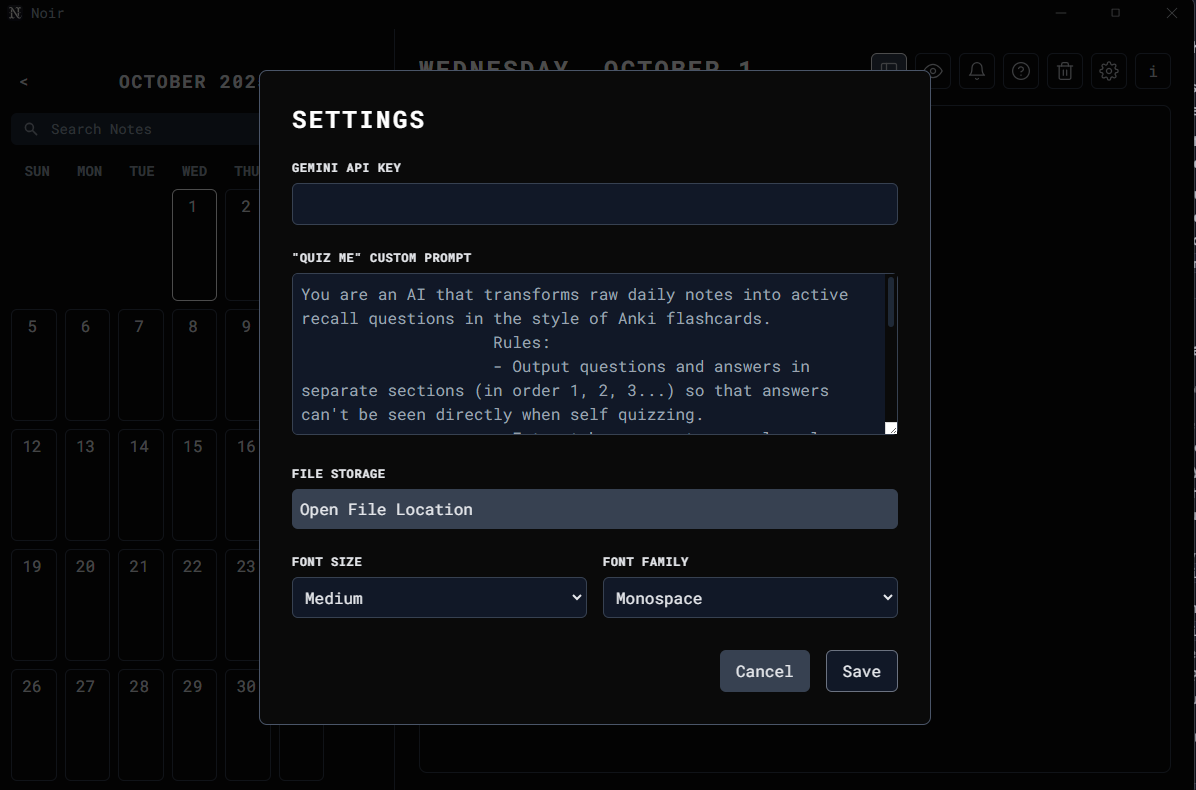 Noir
<
OCTOBER 202
WEDNESDAY, OCTOBER 1
i
Search Notes
SUN MON TUE WED THU
1 2
5 6 7 8 9
12 13 14 15 16
19 20 21 22 23
26 27 28 29 30
SETTINGS
GEMINI API KEY
"QUIZ ME" CUSTOM PROMPT
You are an AI that transforms raw daily notes into active
recall questions in the style of Anki flashcards.
Rules:
- Output questions and answers in
separate sections (in order 1, 2, 3...) so that answers
can't be seen directly when self quizzing.
FILE STORAGE
Open File Location
FONT SIZE
FONT FAMILY
Medium
Monospace
Cancel
Save